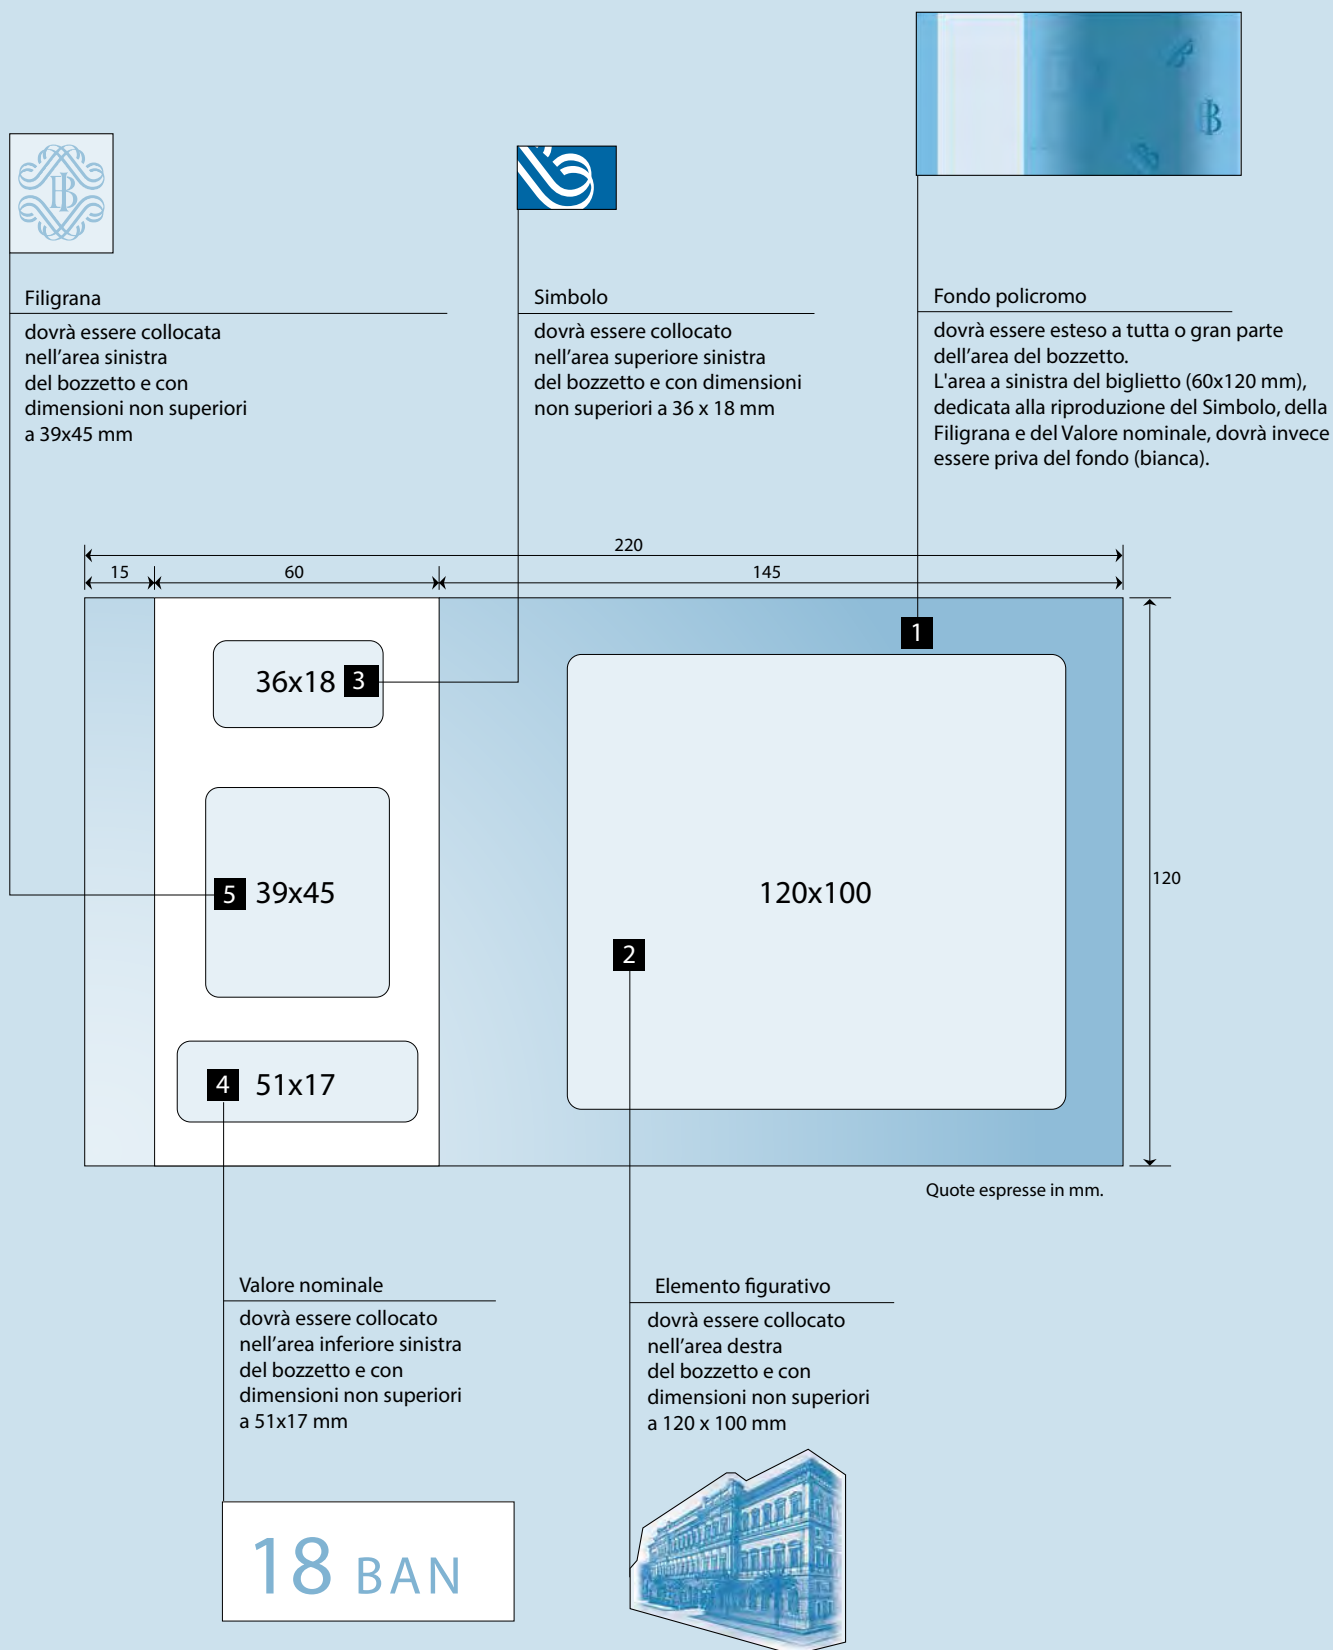 Filigrana
dovrà essere collocata
nell'area sinistra
del bozzetto e con
dimensioni non superiori
a 39x45 mm
Simbolo
dovrà essere collocato
nell'area superiore sinistra
del bozzetto e con dimensioni
non superiori a 36 x 18 mm
Fondo policromo
dovrà essere esteso a tutta o gran parte
dell'area del bozzetto.
L'area a sinistra del biglietto (60x120 mm),
dedicata alla riproduzione del Simbolo, della
Filigrana e del Valore nominale, dovrà invece
essere priva del fondo (bianca).
220
15
60
145
1
36x18
3
120
5
39x45
120x100
2
4
51x17
Quote espresse in mm.
Valore nominale
dovrà essere collocato
nell'area inferiore sinistra
del bozzetto e con
dimensioni non superiori
a 51x17 mm
Elemento figurativo
dovrà essere collocato
nell'area destra
del bozzetto e con
dimensioni non superiori
a 120 x 100 mm
18 BAN